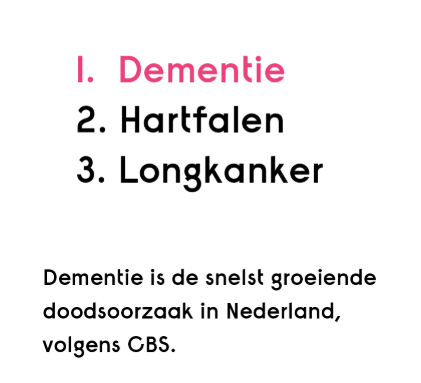 1. Dementie
2. Hartfalen
3. Longkanker
Dementie is de snelst groeiende
doodsoorzaak in Nederland,
volgens CBS.